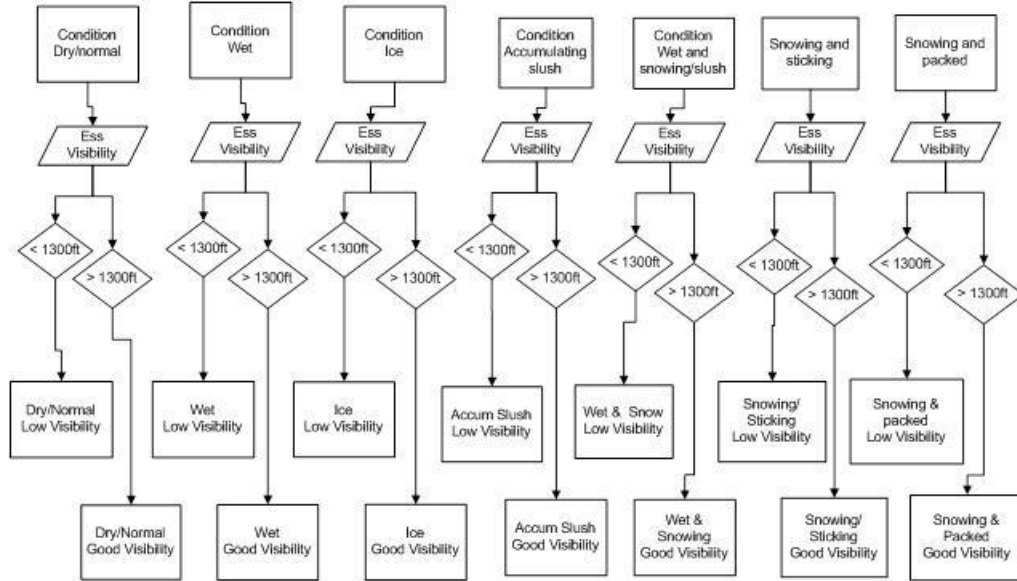 Condition
Dry/normal
Condition
Wet
Condition
Ice
Condition
Accumulating
slush
Condition
Wet and
snowing/slush
Snowing and
sticking
Snowing and
packed
Ess
Visibility
Ess
Visibility
Ess
Visibility
Ess
Visibility
Ess
Visibility
Ess
Visibility
Ess
Visibility
< 1300ft
> 1300ft
< 1300ft
> 1300ft
< 1300ft
> 1300ft
< 1300ft
> 1300ft
< 1300ft
> 1300ft
< 1300ft
> 1300ft
< 1300ft
> 1300ft
Dry/Normal
Low Visibility
Wet
Low Visibility
Ice
Low Visibility
Accum Slush
Low Visibility
Wet & Snow
Low Visibility
Snowing/
Sticking
Low Visibility
Snowing &
packed
Low Visibility
Dry/Normal
Good Visibility
Wet
Good Visibility
Ice
Good Visibility
Accum Slush
Good Visibility
Wet &
Snowing
Good Visibility
Snowing/
Sticking
Good Visibility
Snowing &
Packed
Good Visibility